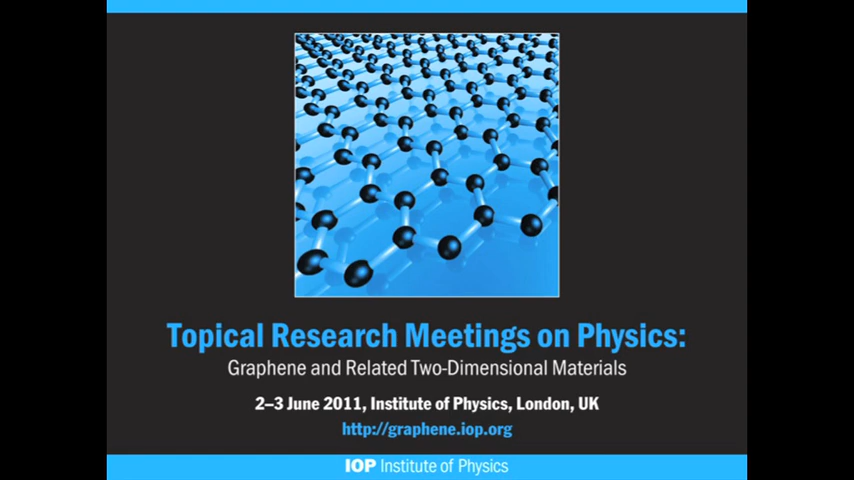 Topical Research Meetings on Physics:
Graphene and Related Two-Dimensional Materials
2–3 June 2011, Institute of Physics, London, UK
http://graphene.iop.org
IOP Institute of Physics